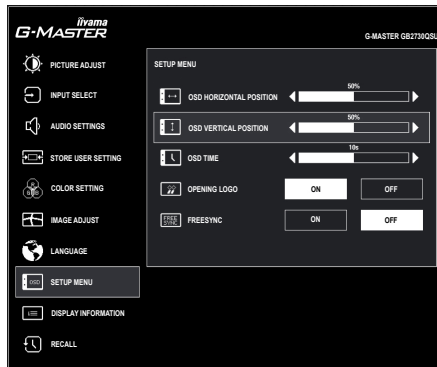 iiyama
G-MASTER
G-MASTER GB2730QSU
PICTURE ADJUST
INPUT SELECT
AUDIO SETTINGS
STORE USER SETTING
COLOR SETTING
IMAGE ADJUST
LANGUAGE
OSD SETUP MENU
DISPLAY INFORMATION
RECALL
SETUP MENU
50%
OSD HORIZONTAL POSITION
50%
OSD VERTICAL POSITION
10s
OSD TIME
OPENING LOGO ON OFF
FREE SYNC FREESYNC ON OFF